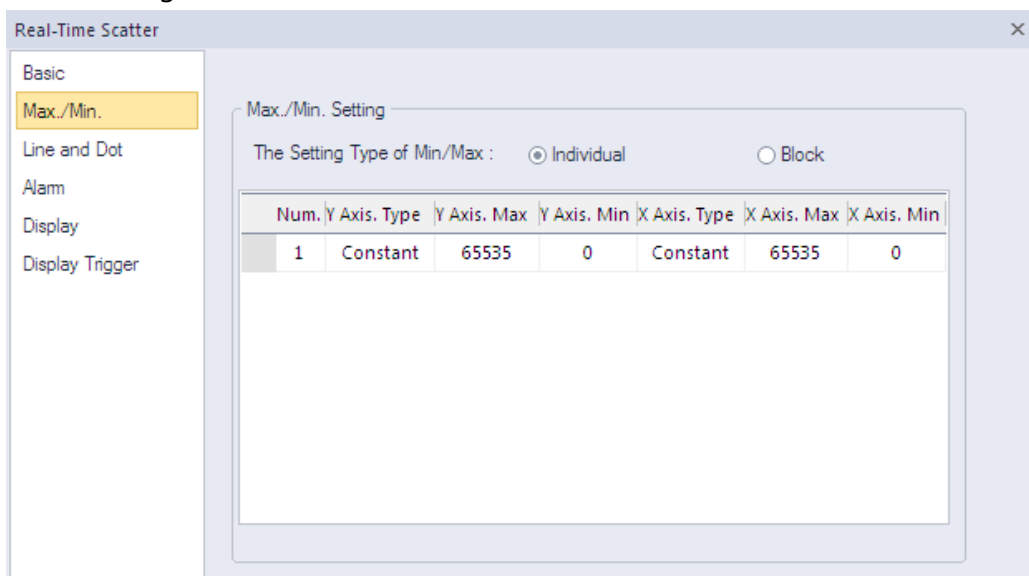 Real-Time Scatter
Basic
Max./Min.
Line and Dot
Alarm
Display
Display Trigger
Max./Min. Setting
The Setting Type of Min/Max : Individual Block
Num. Y Axis. Type Y Axis. Max Y Axis. Min X Axis. Type X Axis. Max X Axis. Min
1 Constant 65535 0 Constant 65535 0